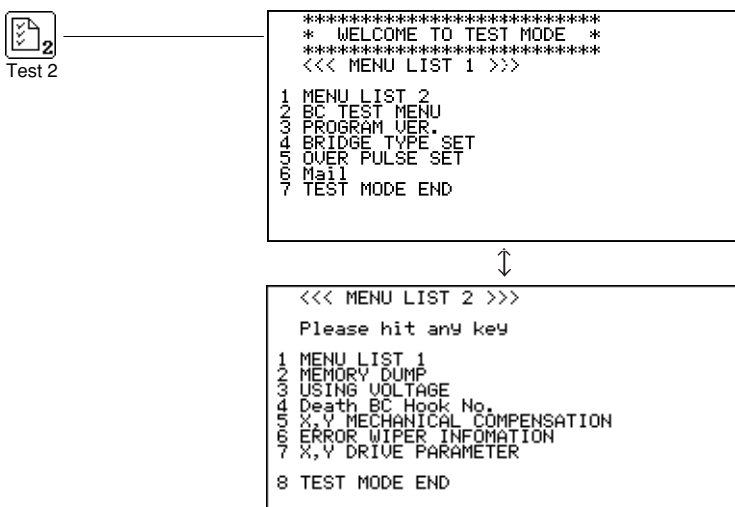 2
Test 2
***************************
* WELCOME TO TEST MODE *
***************************
<<< MENU LIST 1 >>>
1 MENU LIST 2
2 BC TEST MENU
3 PROGRAM VER.
4 BRIDGE TYPE SET
5 OVER PULSE SET
6 Mail
7 TEST MODE END
<<< MENU LIST 2 >>>
Please hit any key
1 MENU LIST 1
2 MEMORY DUMP
3 USING VOLTAGE
4 Death BC Hook No.
5 X,Y MECHANICAL COMPENSATION
6 ERROR WIPER INFOMATION
7 X,Y DRIVE PARAMETER
8 TEST MODE END